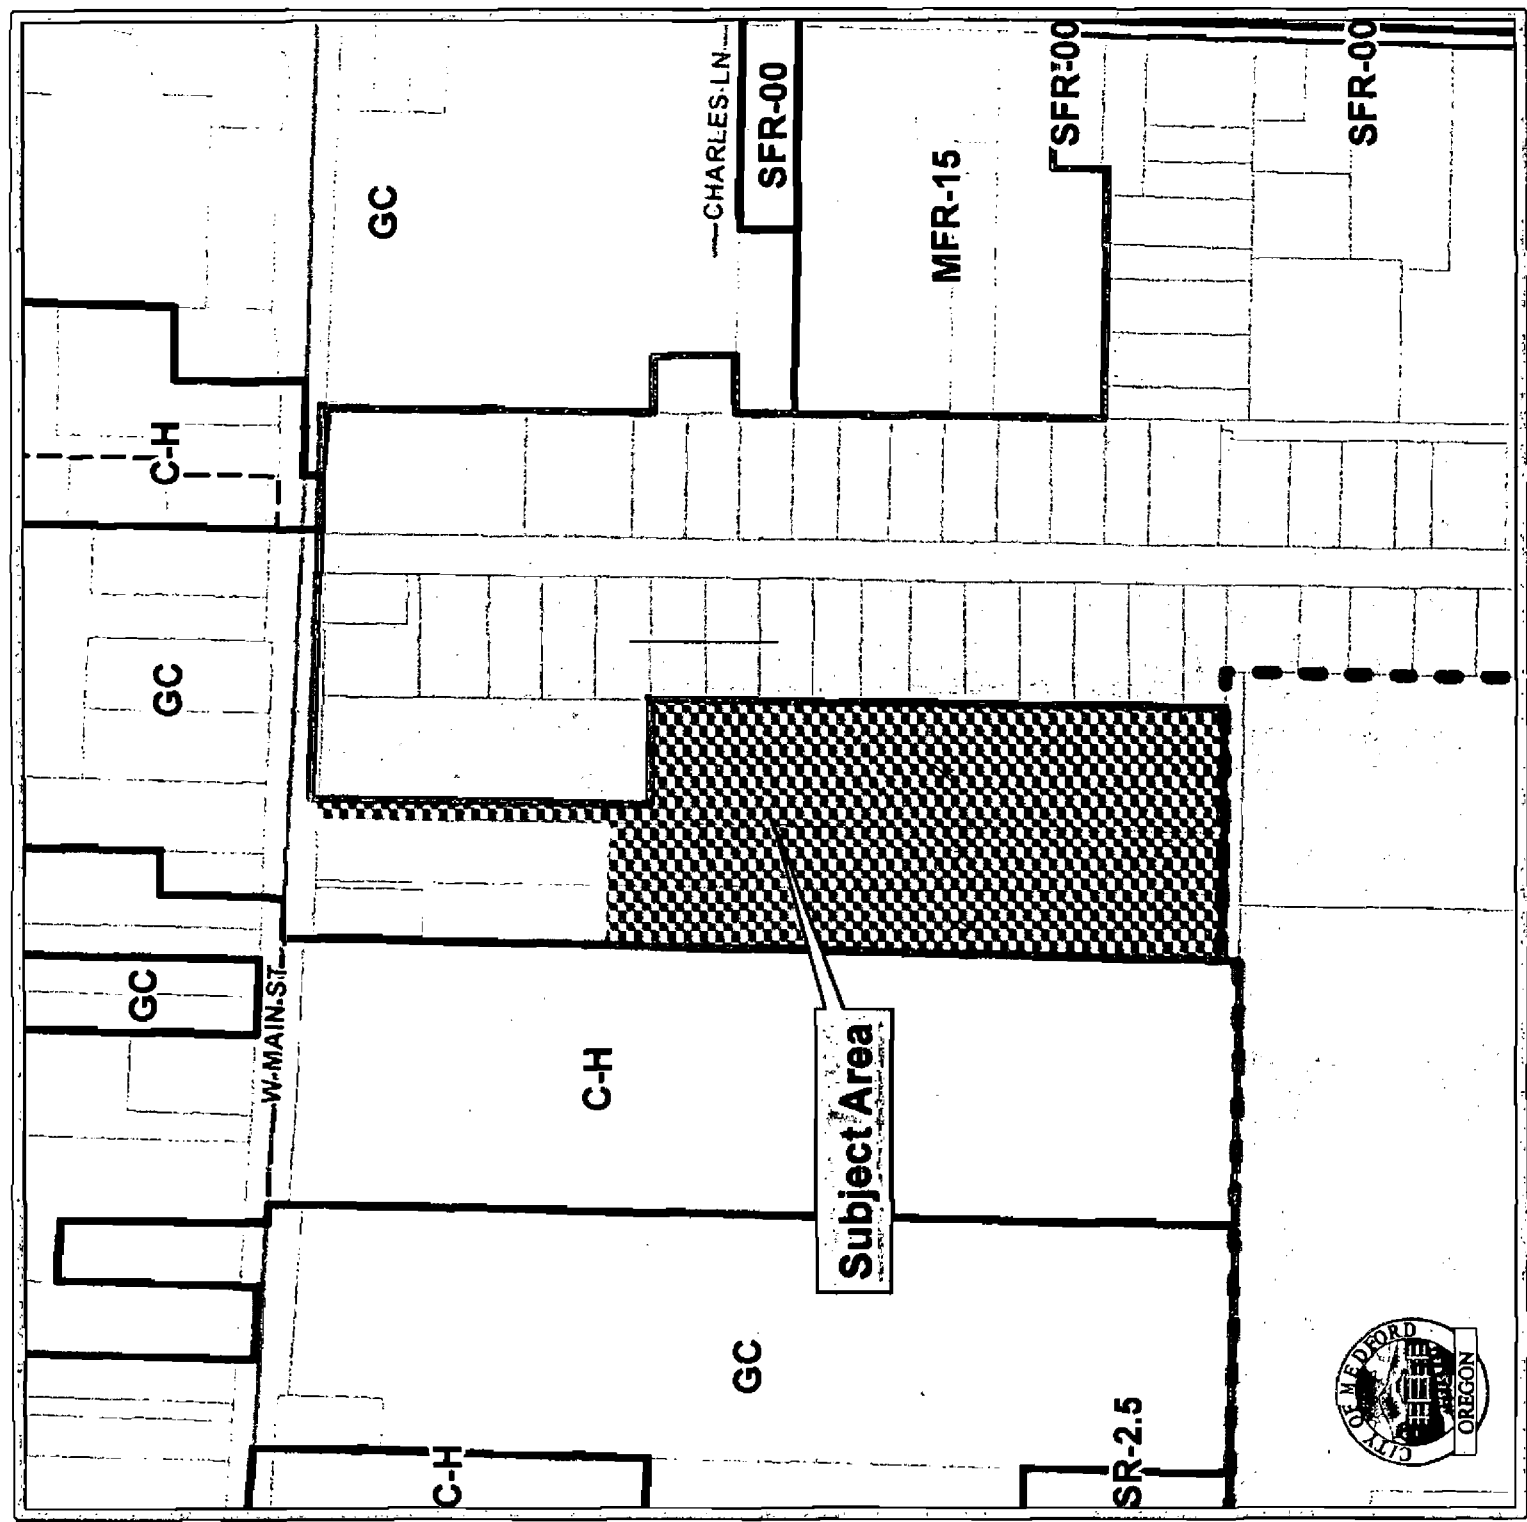 GC
GC
C-H
W MAIN ST
GC
C-H
C-H
CHARLES LN
GC
SFR-00
Subject Area
MFR-15
SFR-00
SR-2.5
SFR-00
CITY OF MEDFORD
OREGON